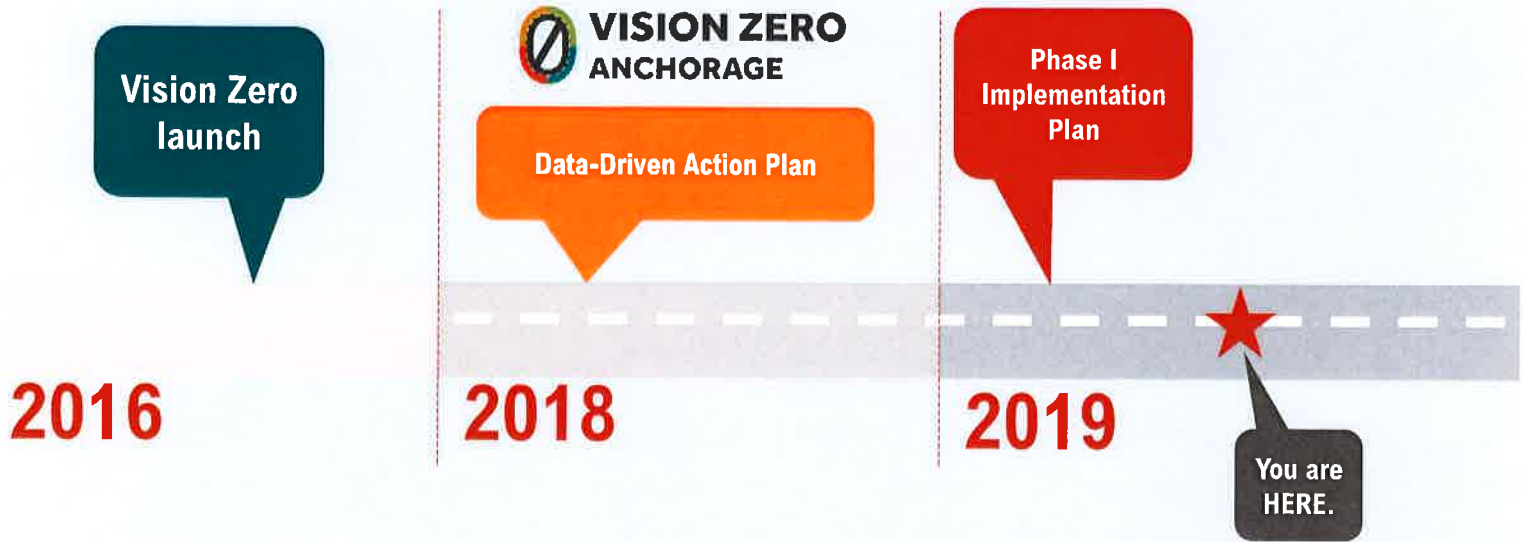 Vision Zero
launch
VISION ZERO
ANCHORAGE
Data-Driven Action Plan
Phase I
Implementation
Plan
2016
2018
2019
You are
HERE.